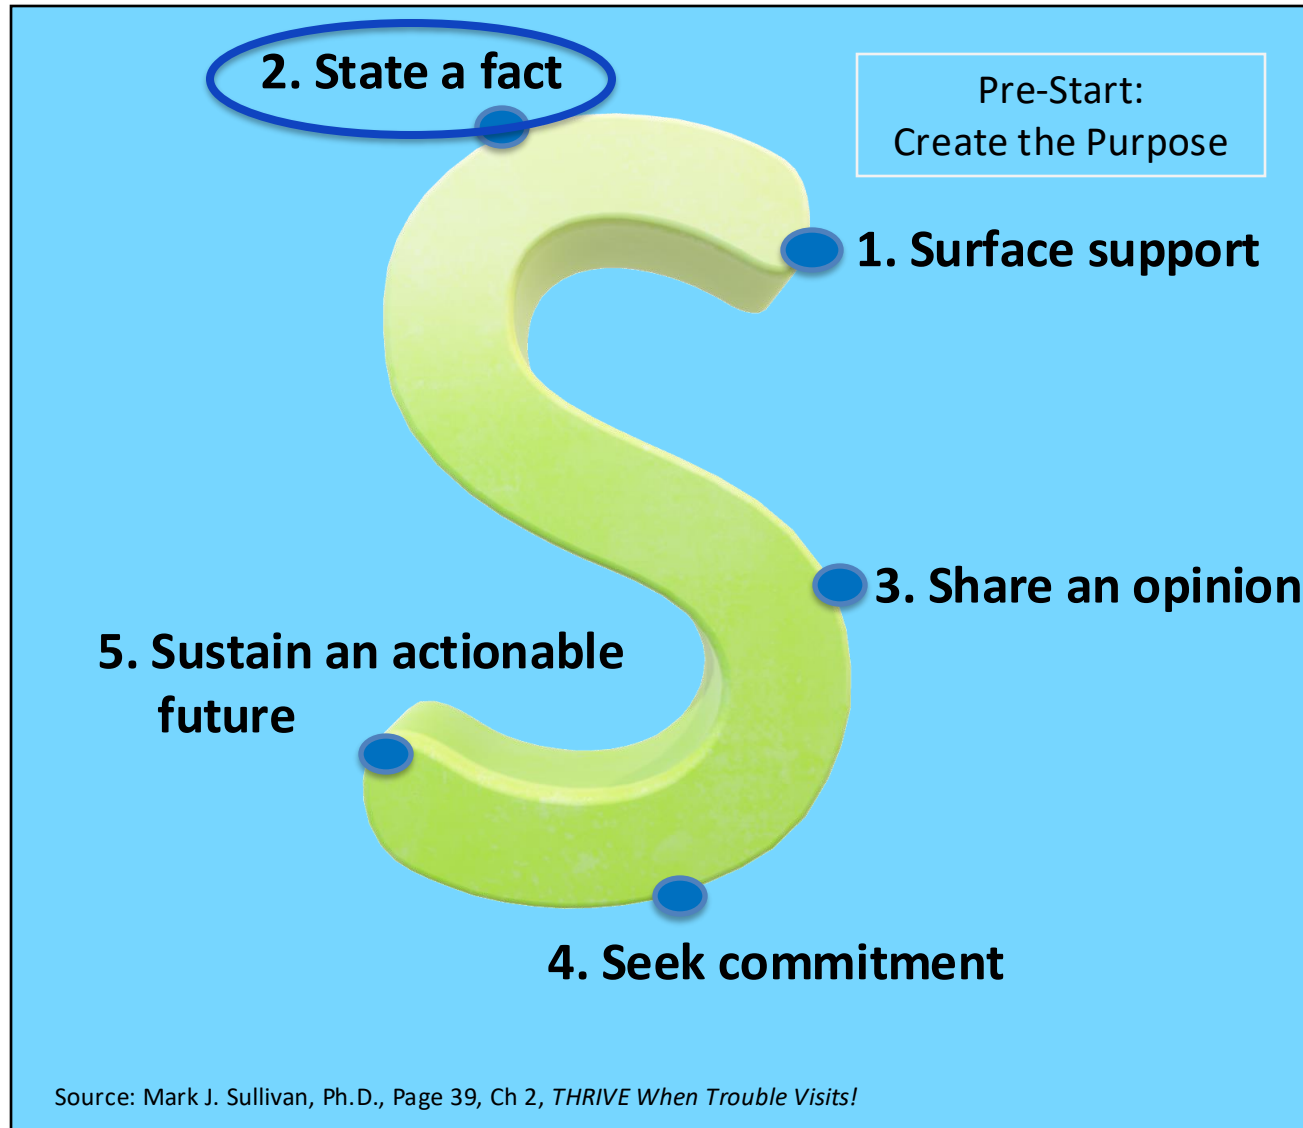 2. State a fact
Pre-Start:
Create the Purpose
1. Surface support
3. Share an opinion
5. Sustain an actionable
future
4. Seek commitment
Source: Mark J. Sullivan, Ph.D., Page 39, Ch 2, THRIVE When Trouble Visits!